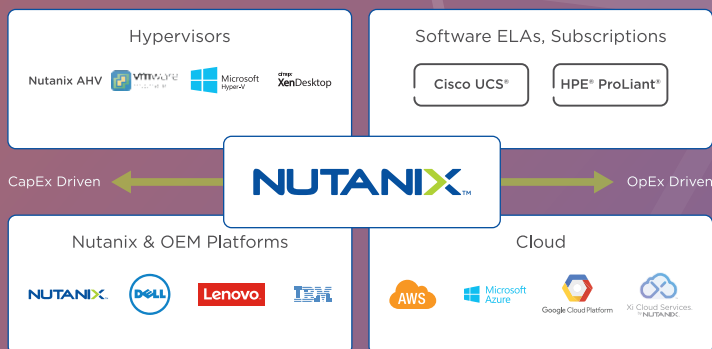 Hypervisors
Nutanix AHV
vmware
Microsoft
Hyper-V
citrix
XenDesktop
Software ELAs, Subscriptions
Cisco UCS®
HPE® ProLiant®
CapEx Driven
NUTANIX™
OpEx Driven
Nutanix & OEM Platforms
NUTANIX
DELL
Lenovo
IBM
Cloud
AWS
Microsoft
Azure
Google Cloud Platform
Xi Cloud Services
BY NUTANIX